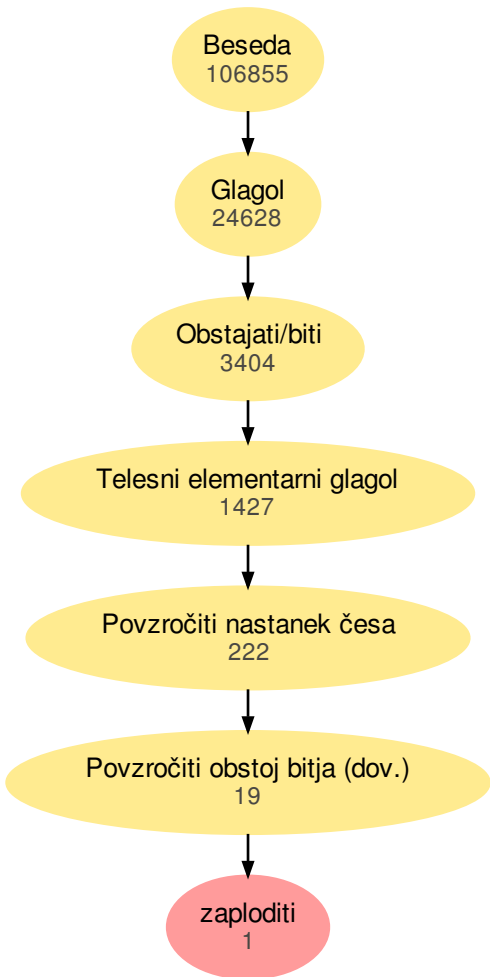 Beseda
106855
Glagol
24628
Obstajati/biti
3404
Telesni elementarni glagol
1427
Povzročiti nastanek česa
222
Povzročiti obstoj bitja (dov.)
19
zaploditi
1